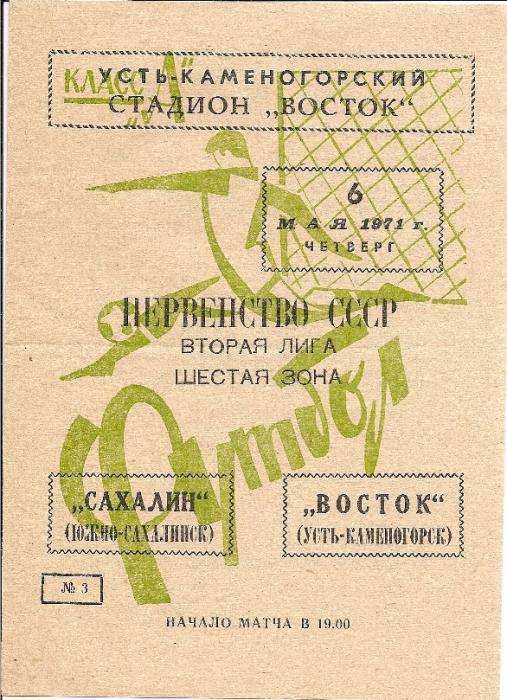 КЛАСС „А“
УСТЬ-КАМЕНОГОРСКИЙ
СТАДИОН „ВОСТОК“
6
МАЯ 1971 г.
ЧЕТВЕРГ
ПЕРВЕНСТВО СССР
ВТОРАЯ ЛИГА
ШЕСТАЯ ЗОНА
Футбол
„САХАЛИН“
(ЮЖНО-САХАЛИНСК)
„ВОСТОК“
(УСТЬ-КАМЕНОГОРСК)
№ 3
НАЧАЛО МАТЧА В 19.00